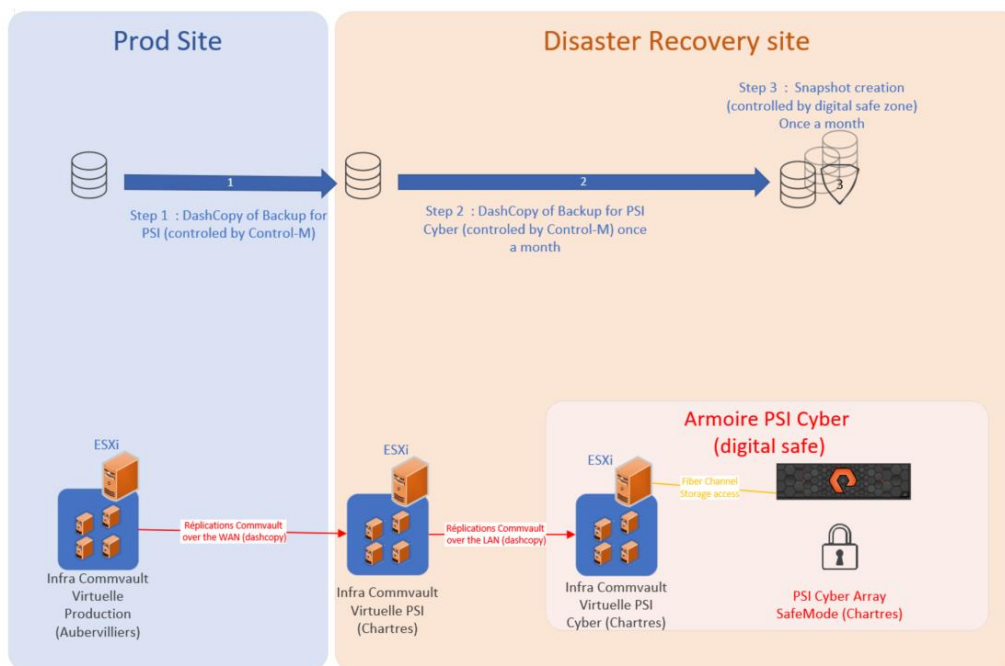 Prod Site
Disaster Recovery site
Step 3 : Snapshot creation
(controlled by digital safe zone)
Once a month
1
2
3
Step 1 : DashCopy of Backup for
PSI (controled by Control-M)
Step 2 : DashCopy of Backup for PSI
Cyber (controled by Control-M) once
a month
Armoire PSI Cyber
(digital safe)
ESXi
ESXi
ESXi
Fiber Channel
Storage access
Réplications Commvault
over the WAN (dashcopy)
Réplications Commvault
over the LAN (dashcopy)
Infra Commvault
Virtuelle
Production
(Aubervilliers)
Infra Commvault
Virtuelle PSI
(Chartres)
Infra Commvault
Virtuelle PSI
Cyber (Chartres)
PSI Cyber Array
SafeMode (Chartres)